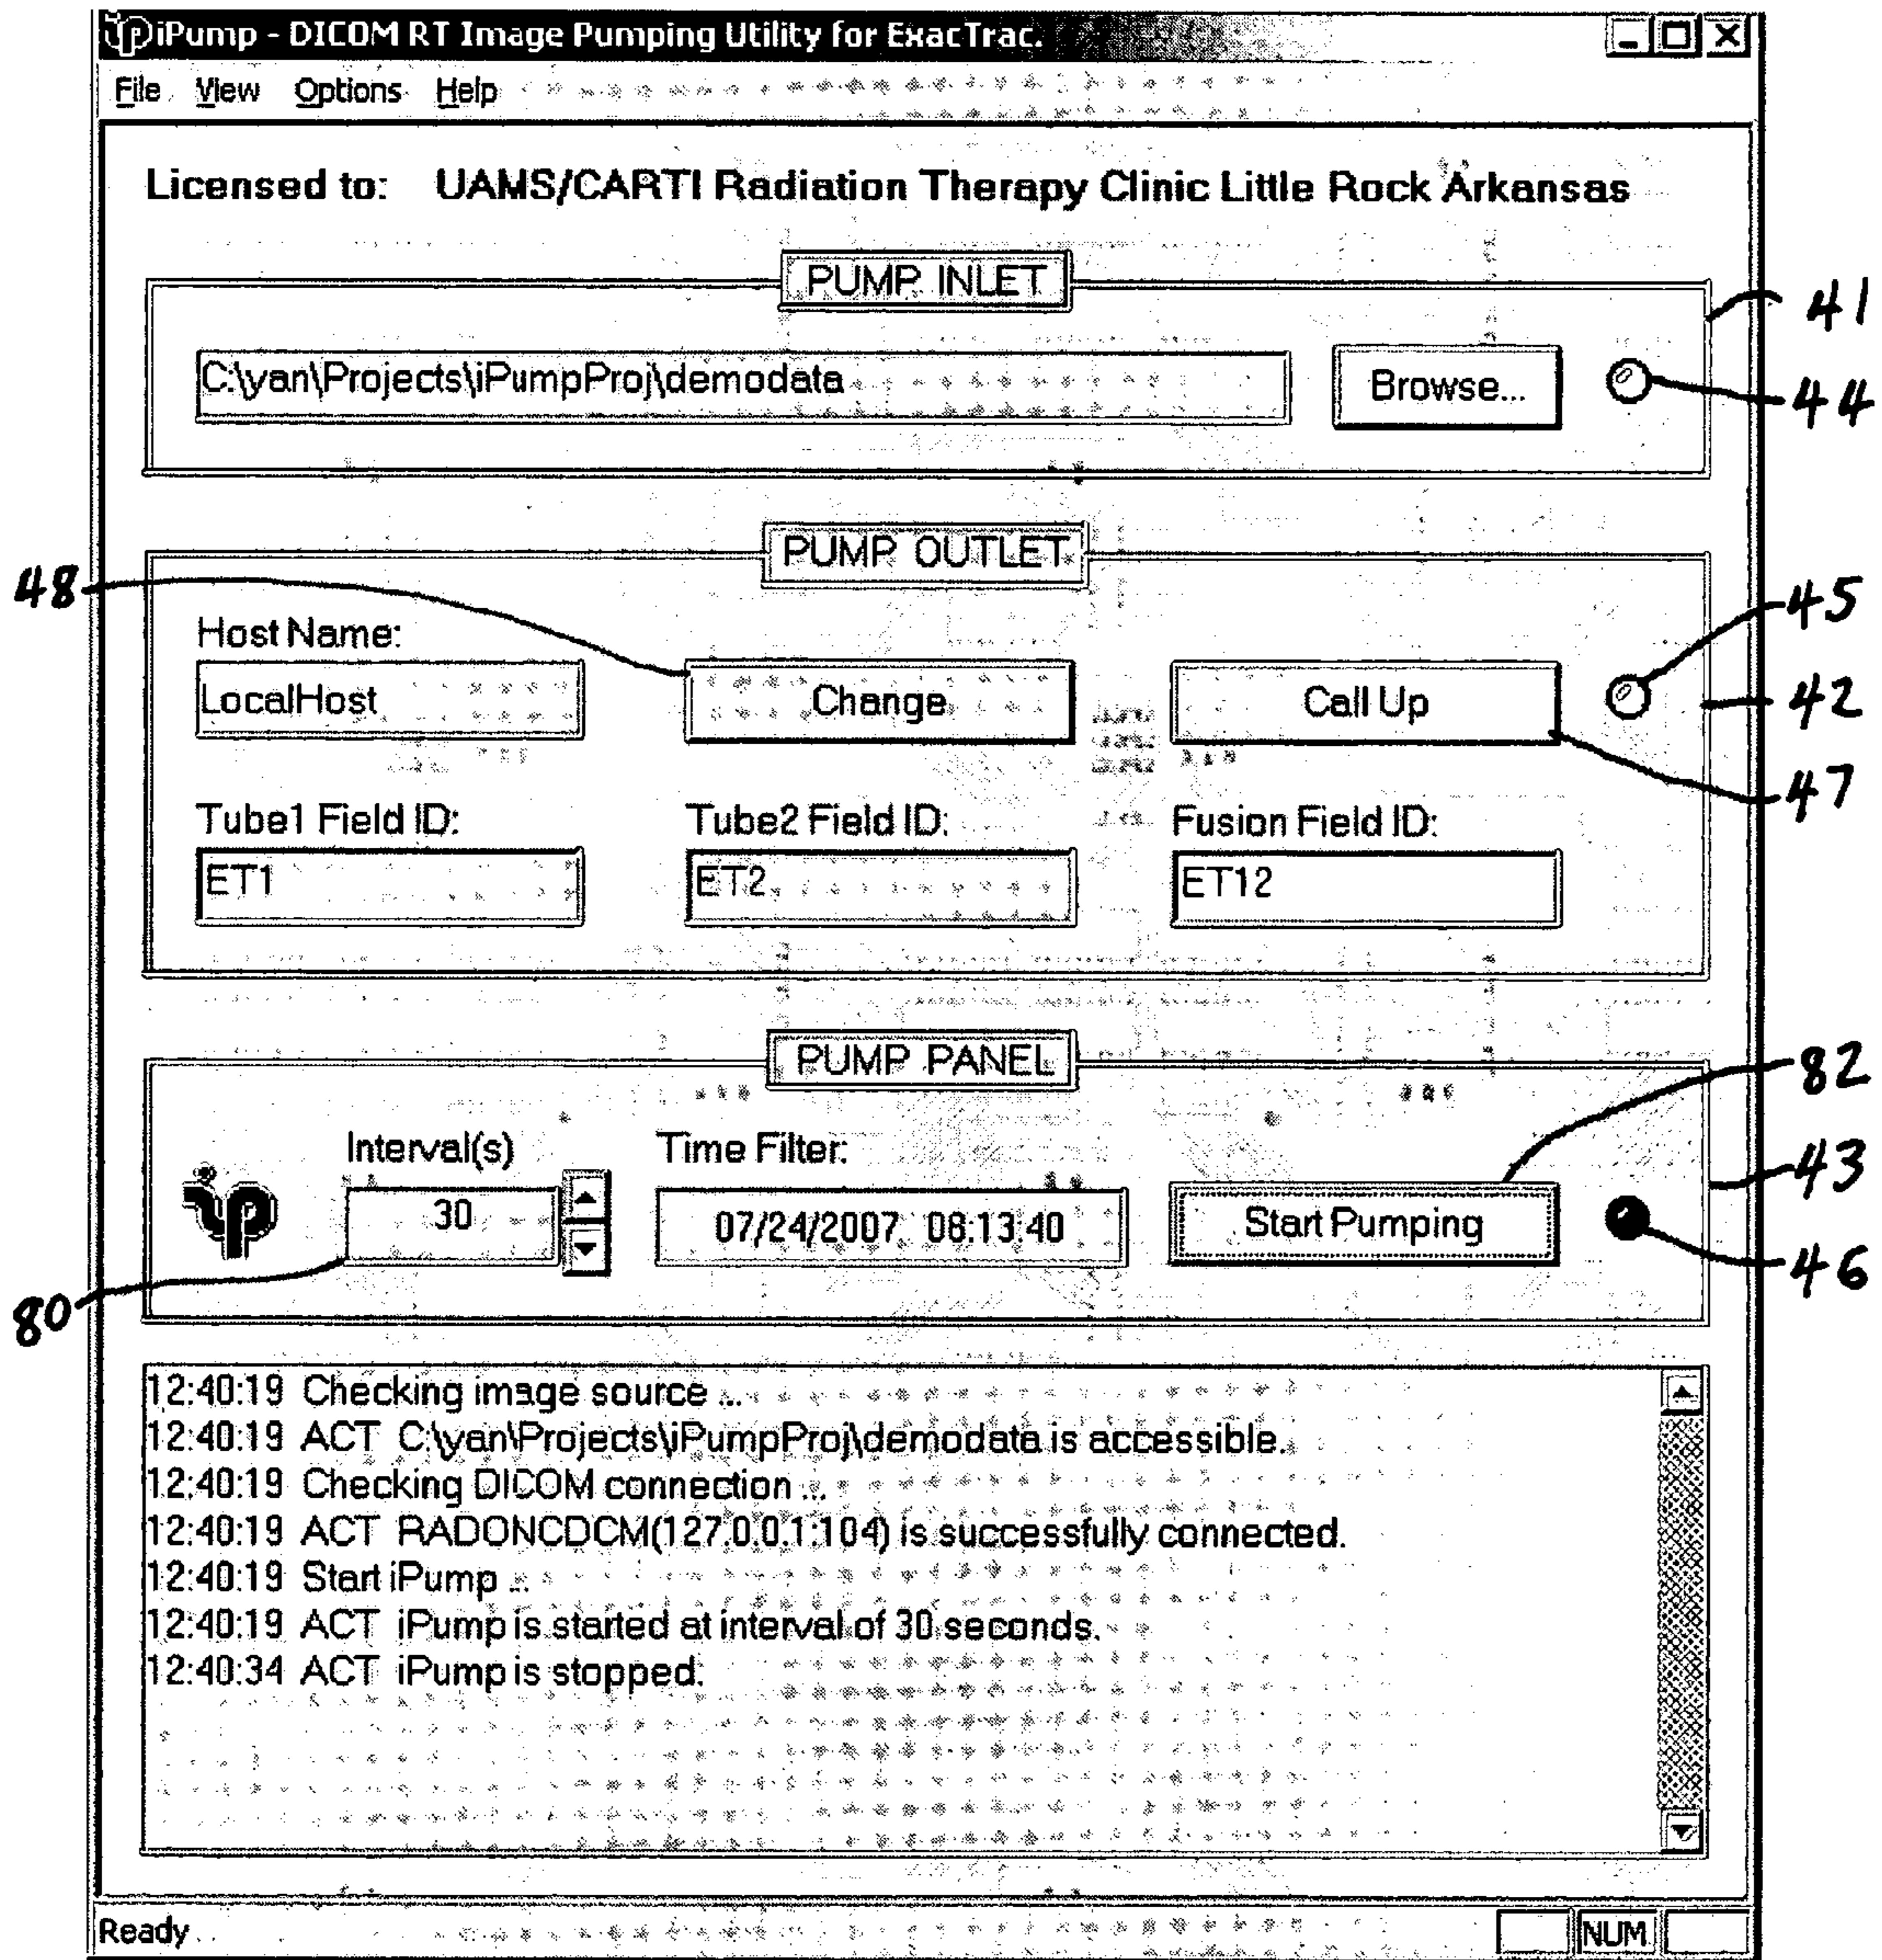 iPump - DICOM RT Image Pumping Utility for ExacTrac.
File View Options Help
Licensed to: UAMS/CARTI Radiation Therapy Clinic Little Rock Arkansas
PUMP INLET
41
C:\yan\Projects\iPumpProj\demodata Browse...
44
PUMP OUTLET
48
45
Host Name:
LocalHost Change Call Up
42
47
Tube1 Field ID: Tube2 Field ID: Fusion Field ID:
ET1 ET2 ET12
PUMP PANEL
82
Interval(s) Time Filter:
43
ip 30 07/24/2007 08:13:40 Start Pumping
46
80
12:40:19 Checking image source ...
12:40:19 ACT C:\yan\Projects\iPumpProj\demodata is accessible.
12:40:19 Checking DICOM connection ...
12:40:19 ACT RADONCDCM(127.0.0.1:104) is successfully connected.
12:40:19 Start iPump ...
12:40:19 ACT iPump is started at interval of 30 seconds.
12:40:34 ACT iPump is stopped.
Ready NUM